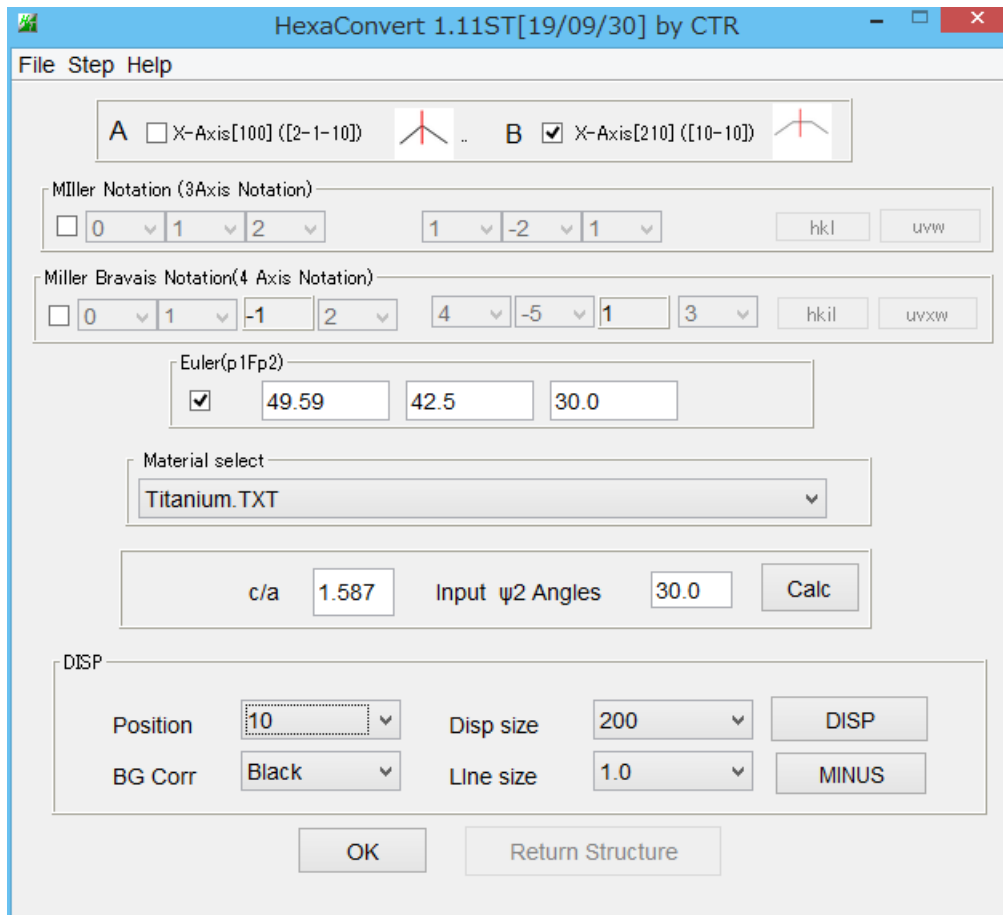 HexaConvert 1.11ST[19/09/30] by CTR
File Step Help
A X-Axis[100] ([2-1-10]) .. B X-Axis[210] ([10-10])
MIller Notation (3Axis Notation)
0 1 2 1 -2 1 hkl uvw
Miller Bravais Notation(4 Axis Notation)
0 1 -1 2 4 -5 1 3 hkil uvxw
Euler(p1Fp2)
49.59 42.5 30.0
Material select
Titanium.TXT
c/a 1.587 Input ψ2 Angles 30.0 Calc
DISP
Position 10 Disp size 200 DISP
BG Corr Black LIne size 1.0 MINUS
OK Return Structure